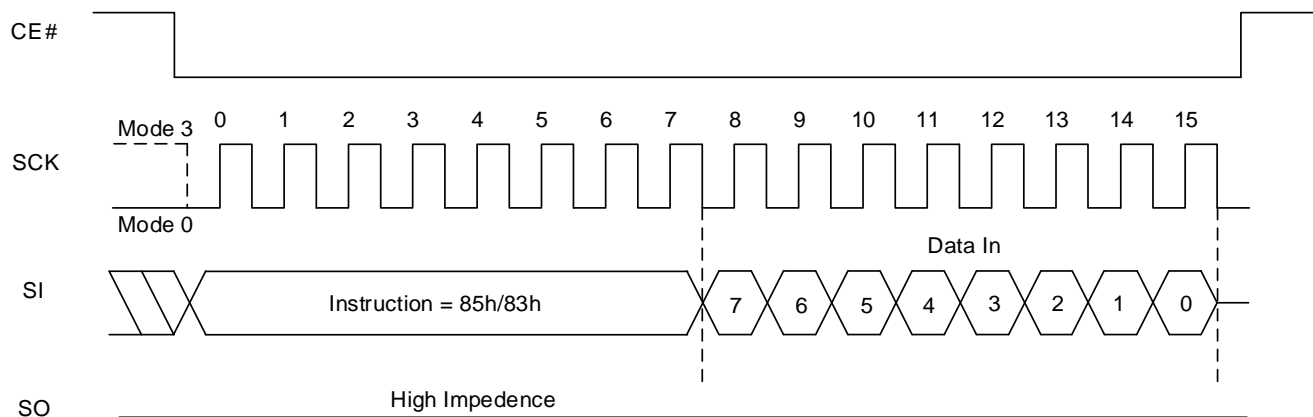 CE#
Mode 3
0 1 2 3 4 5 6 7 8 9 10 11 12 13 14 15
SCK
Mode 0
Data In
SI
Instruction = 85h/83h
7 6 5 4 3 2 1 0
High Impedence
SO